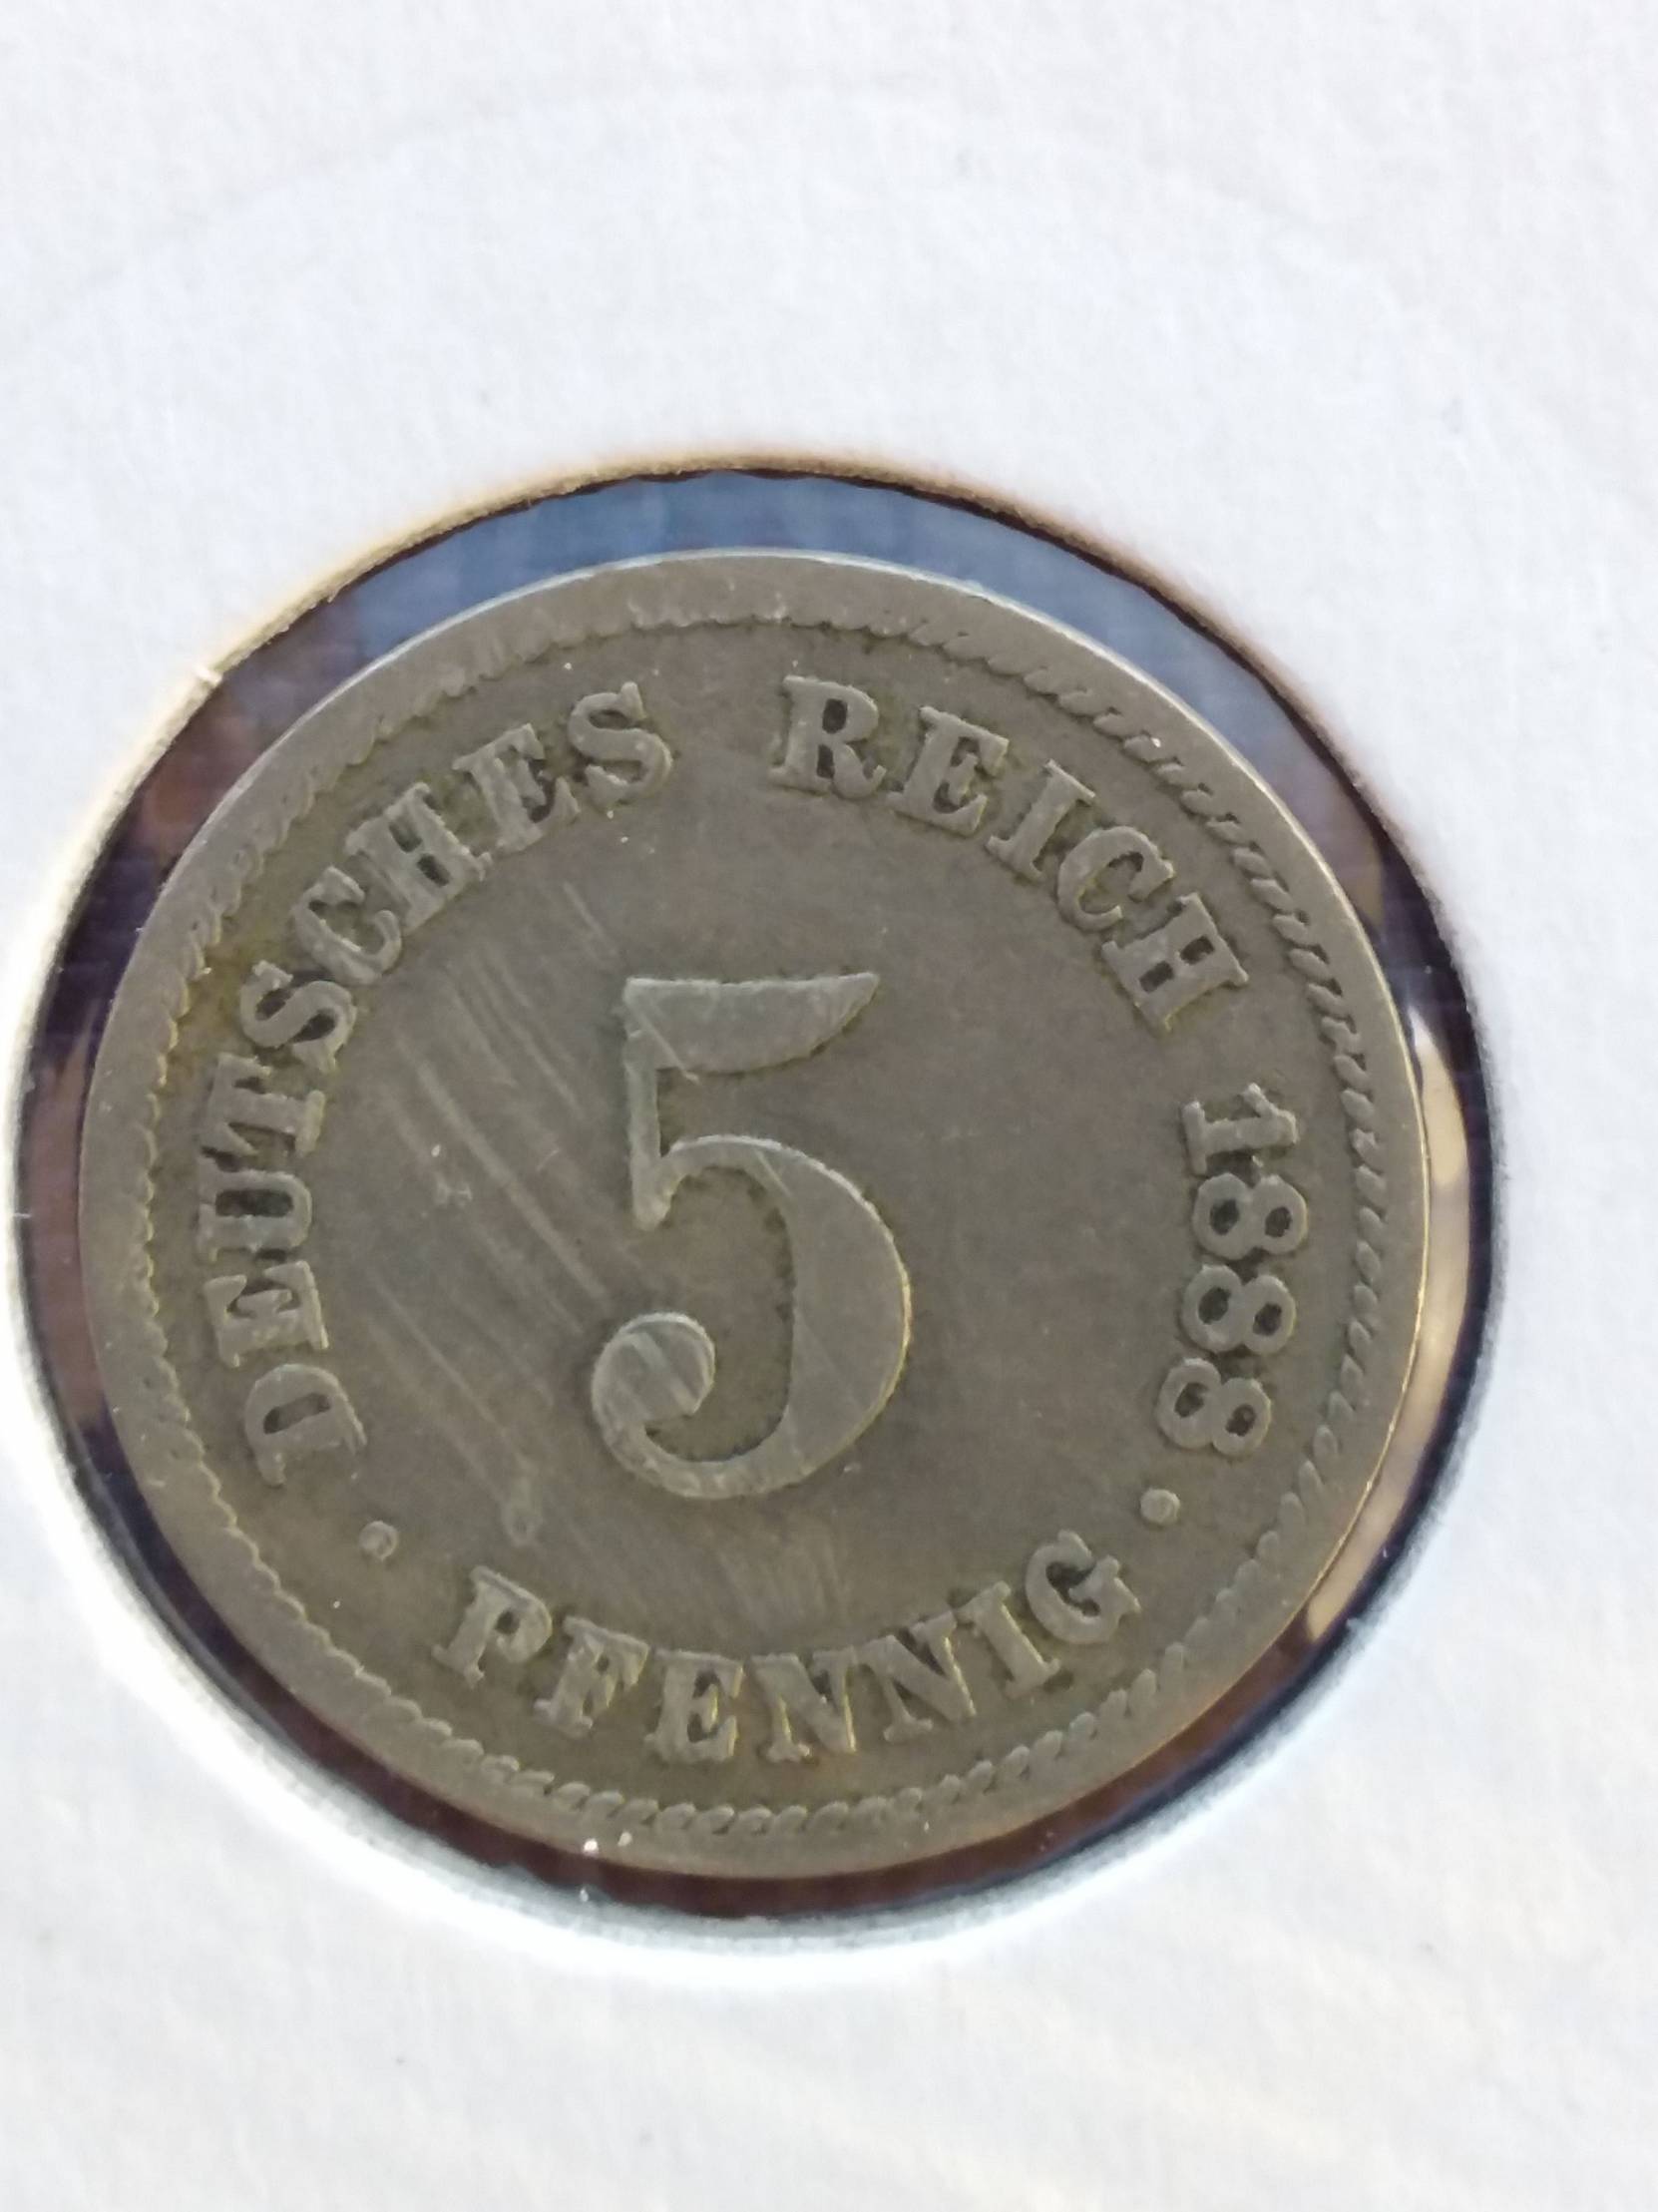 DEUTSCHES REICH 1888
5
· PFENNIG ·